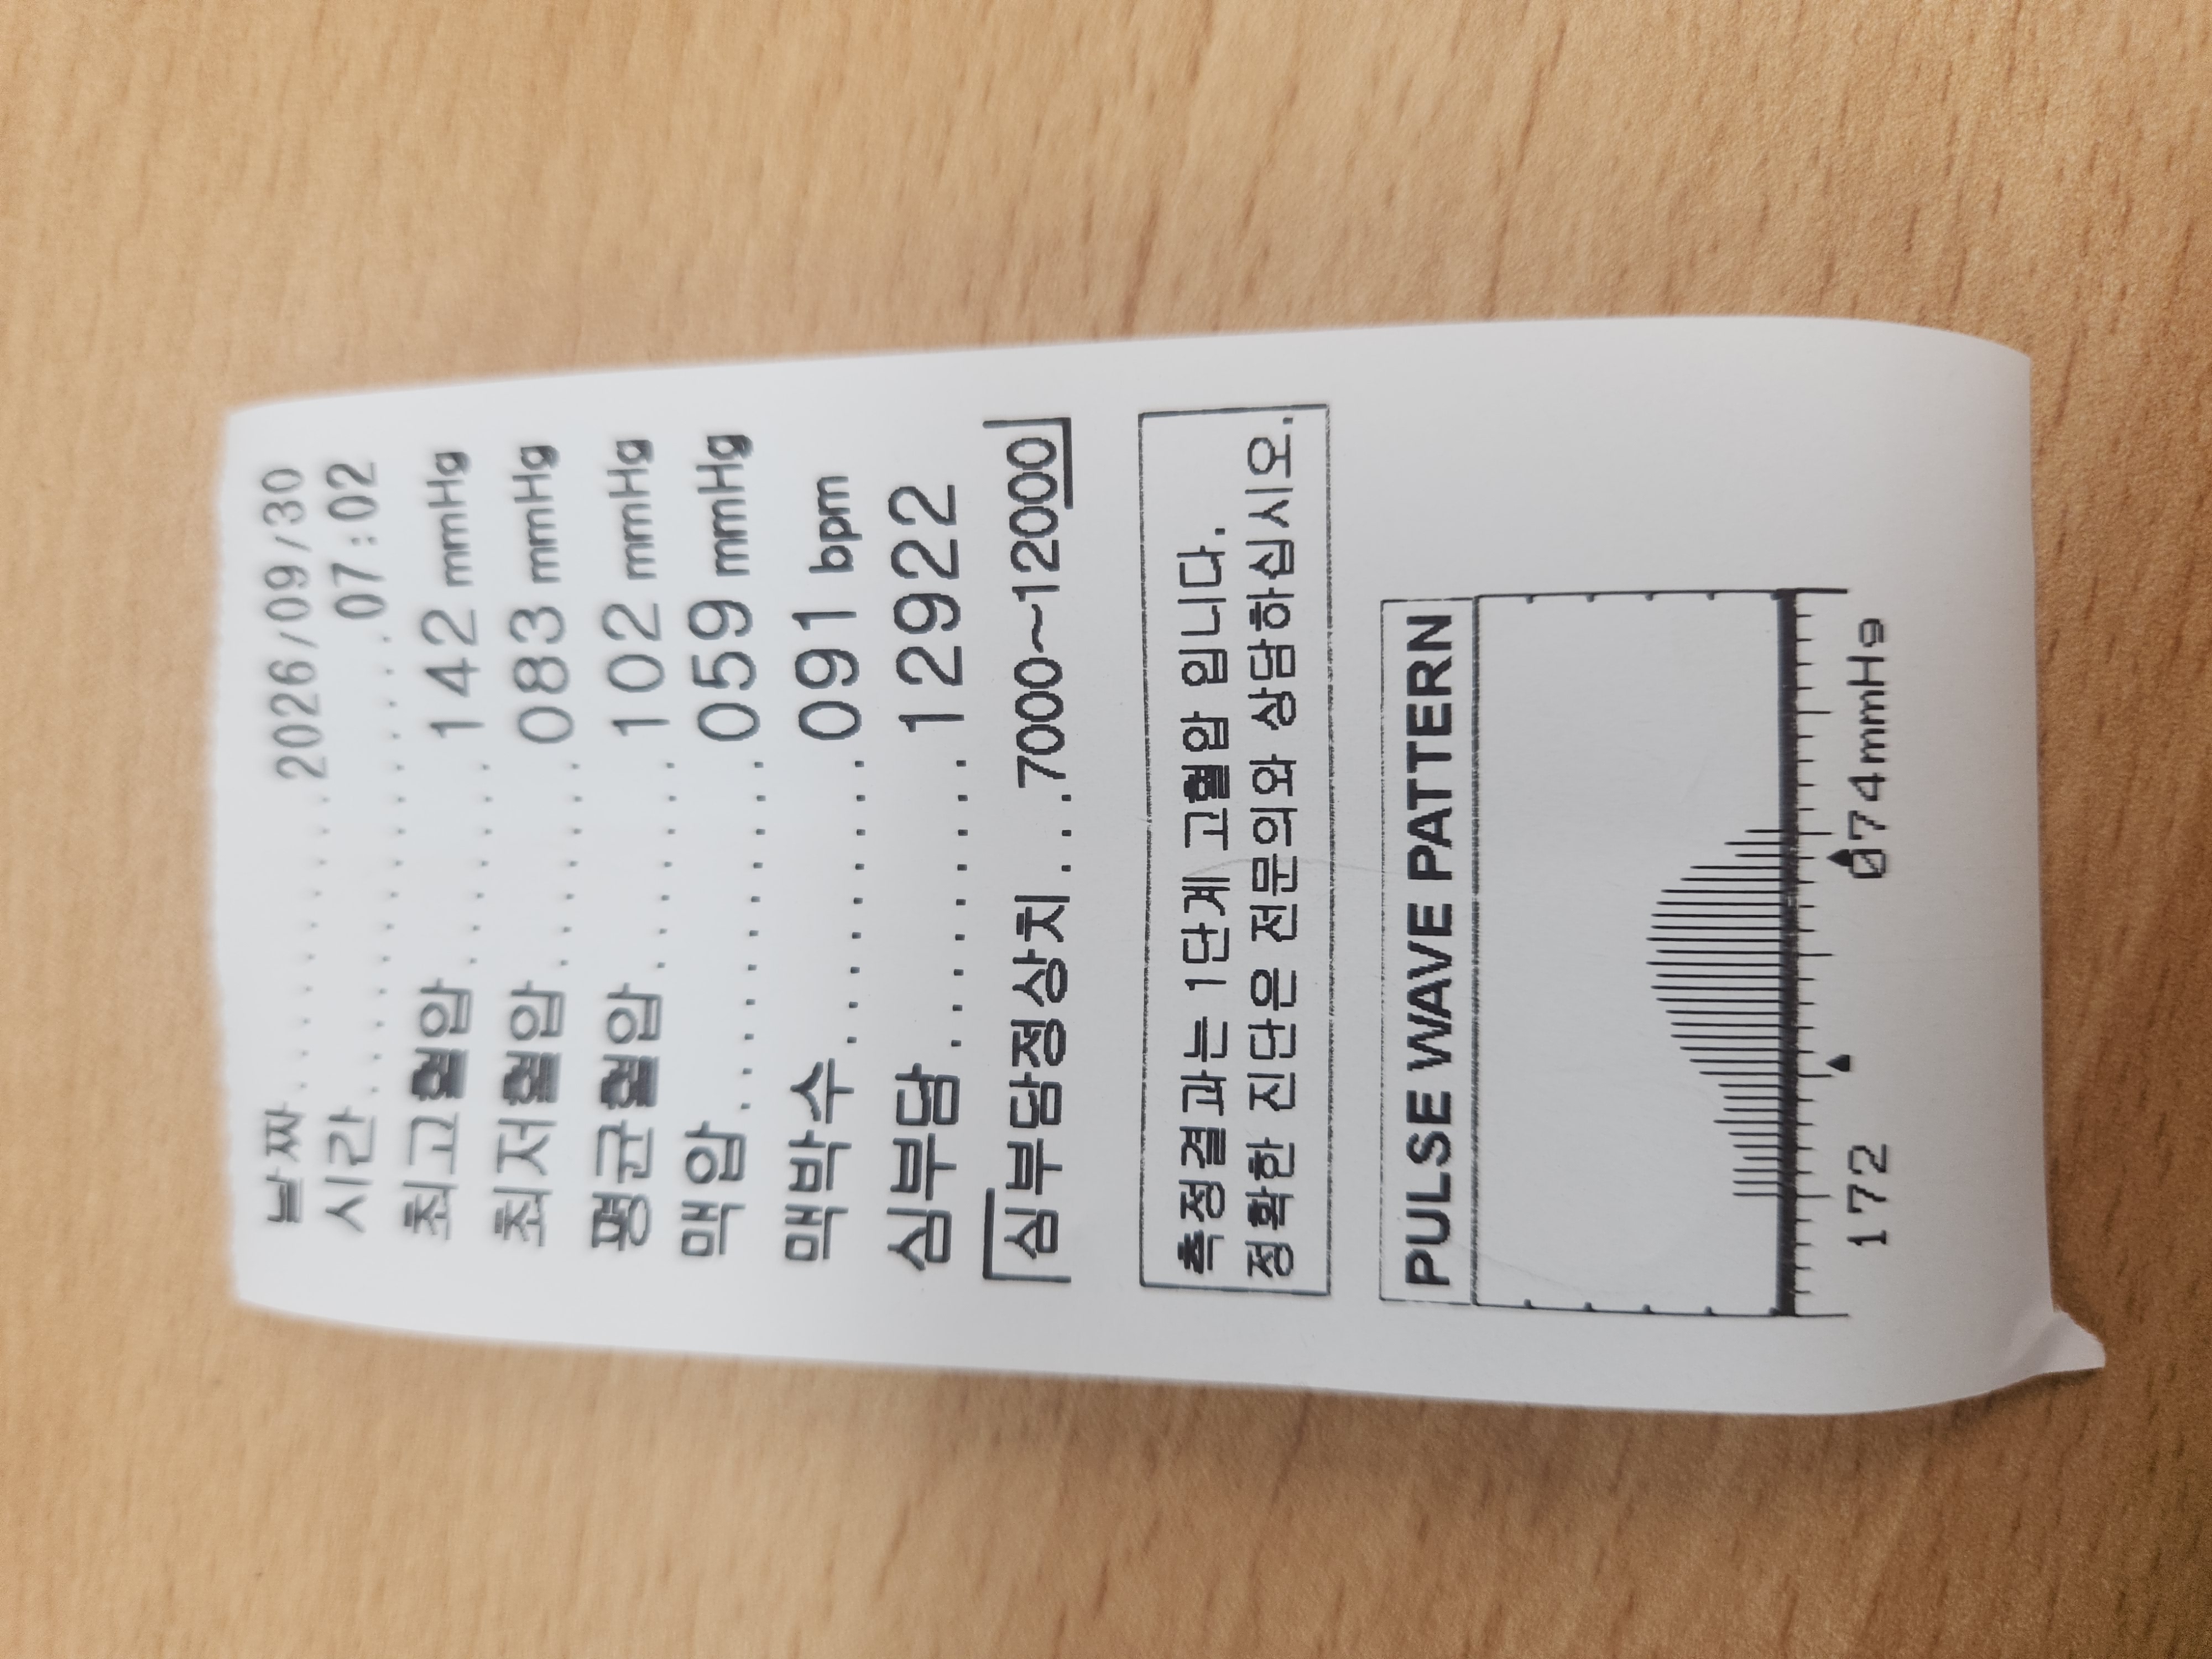 날짜..............2026/09/30
시간....................07:02
최고혈압..........142 mmHg
최저혈압..........083 mmHg
평균혈압..........102 mmHg
맥압...............059 mmHg
맥박수............091 bpm
심부담............12922
심부담정상치...7000~12000
측정결과는 1단계 고혈압 입니다.
정확한 진단은 전문의와 상담하십시오.
PULSE WAVE PATTERN
172 074mmHg